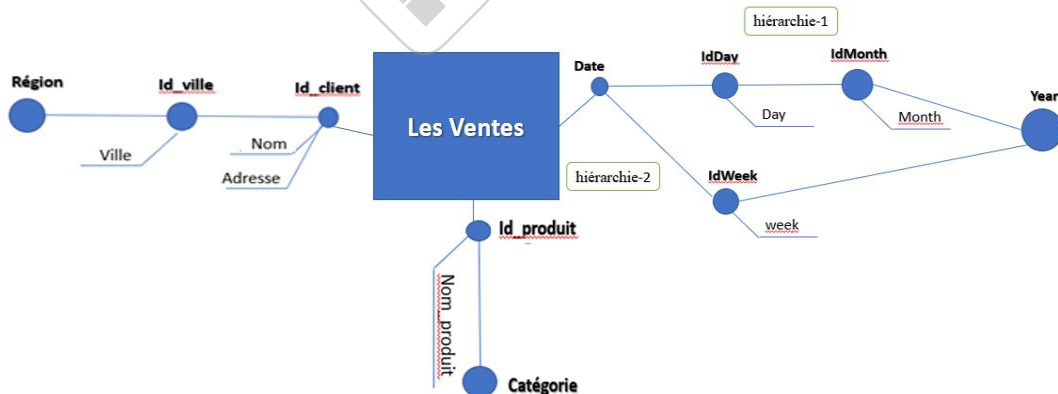 hiérarchie-1
Région
Id_ville
Id_client
Date
IdDay
IdMonth
Year
Ville
Nom
Adresse
Les Ventes
Day
Month
hiérarchie-2
IdWeek
week
Id_produit
Nom_produit
Catégorie